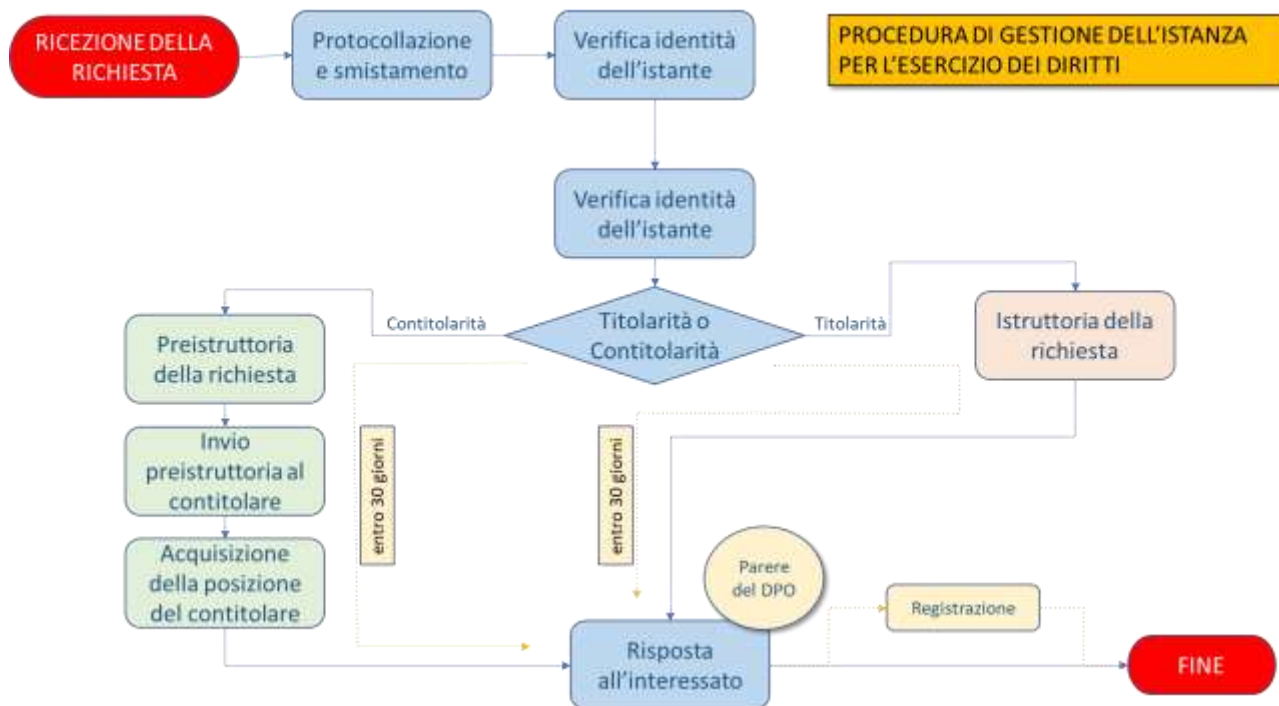 RICEZIONE DELLA
RICHIESTA
Protocollazione
e smistamento
Verifica identità
dell'istante
PROCEDURA DI GESTIONE DELL'ISTANZA
PER L'ESERCIZIO DEI DIRITTI
Verifica identità
dell'istante
Contitolarità
Titolarità o
Contitolarità
Titolarità
Istruttoria della
richiesta
Preistruttoria
della richiesta
Invio
preistruttoria al
contitolare
entro 30 giorni
entro 30 giorni
Acquisizione
della posizione
del contitolare
Parere
del DPO
Registrazione
Risposta
all'interessato
FINE